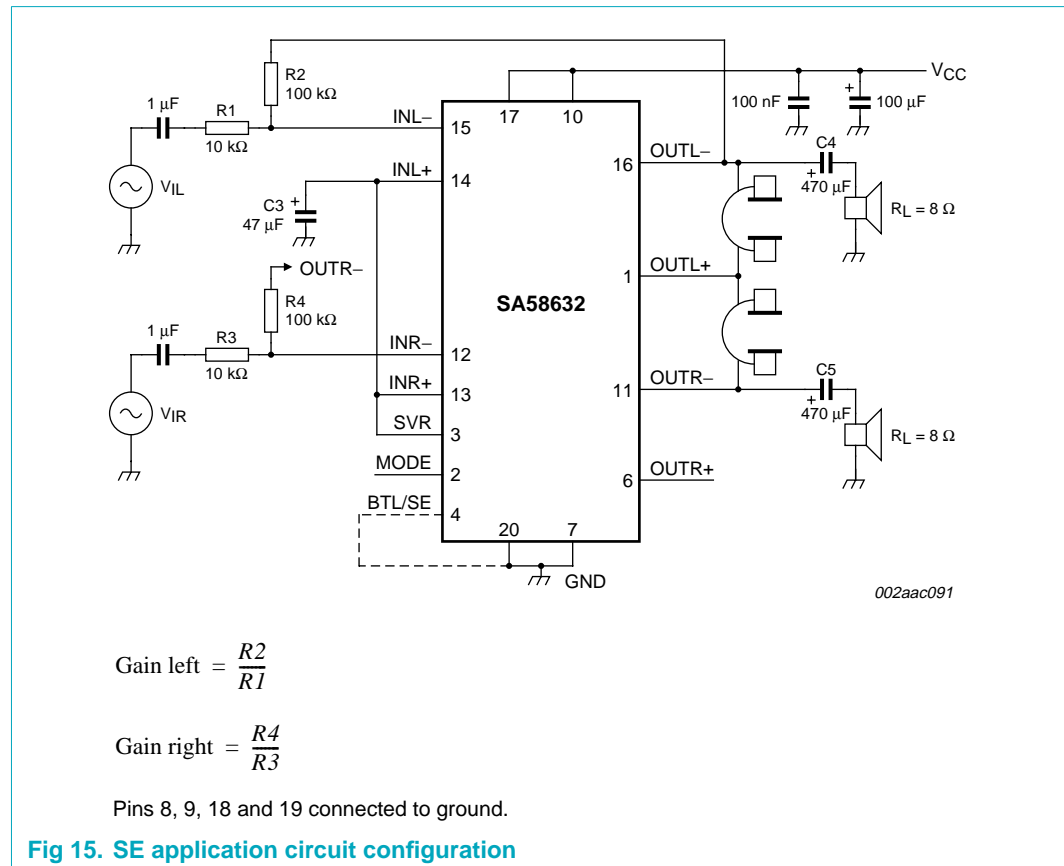 R2
100 kΩ
1 µF
R1
10 kΩ
VIL
INL−
15
INL+
14
C3 +
47 µF
OUTR−
R4
100 kΩ
1 µF
R3
10 kΩ
VIR
INR−
12
INR+
13
SVR
3
MODE
2
BTL/SE
4
17
10
SA58632
20
7
GND
VCC
100 nF
+
100 µF
16
OUTL−
C4
+
470 µF
RL = 8 Ω
1
OUTL+
11
OUTR−
C5
+
470 µF
RL = 8 Ω
6
OUTR+
002aac091
Gain left = R2/R1
Gain right = R4/R3
Pins 8, 9, 18 and 19 connected to ground.
Fig 15. SE application circuit configuration